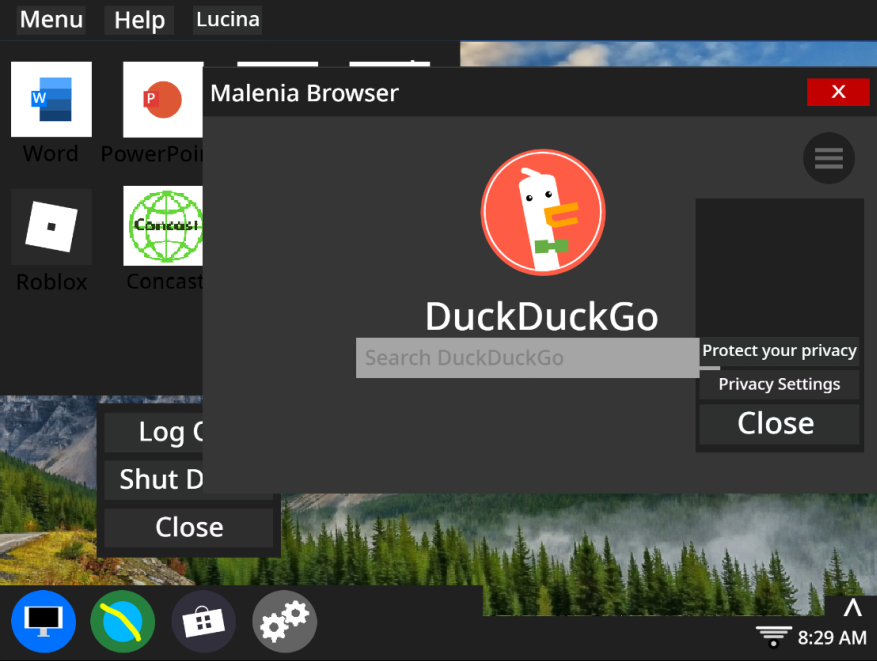 Menu Help Lucina
Malenia Browser X
W
P
Word PowerPoi
DuckDuckGo
Search DuckDuckGo
Protect your privacy
Privacy Settings
Close
Concast
Roblox Concast
Log O
Shut D
Close
8:29 AM